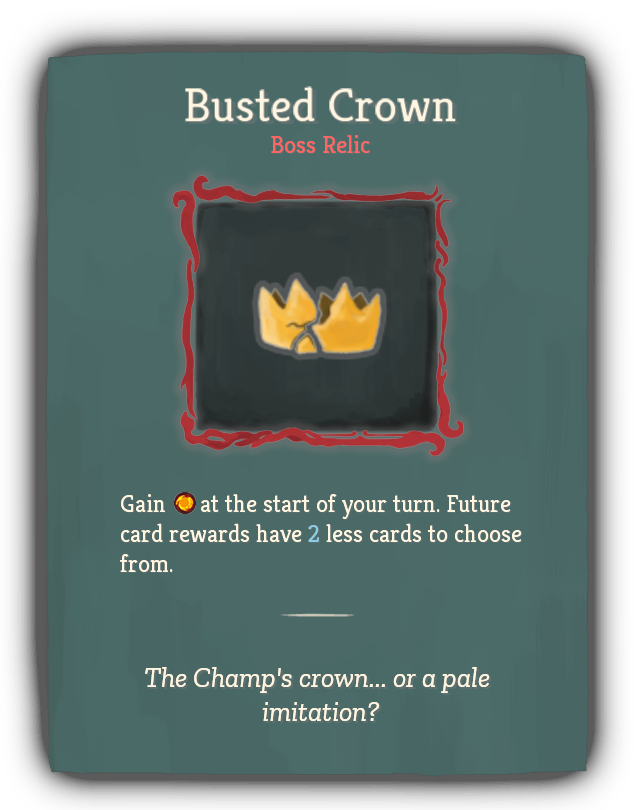 Busted Crown
Boss Relic
Gain at the start of your turn. Future
card rewards have 2 less cards to choose
from.
The Champ's crown... or a pale
imitation?